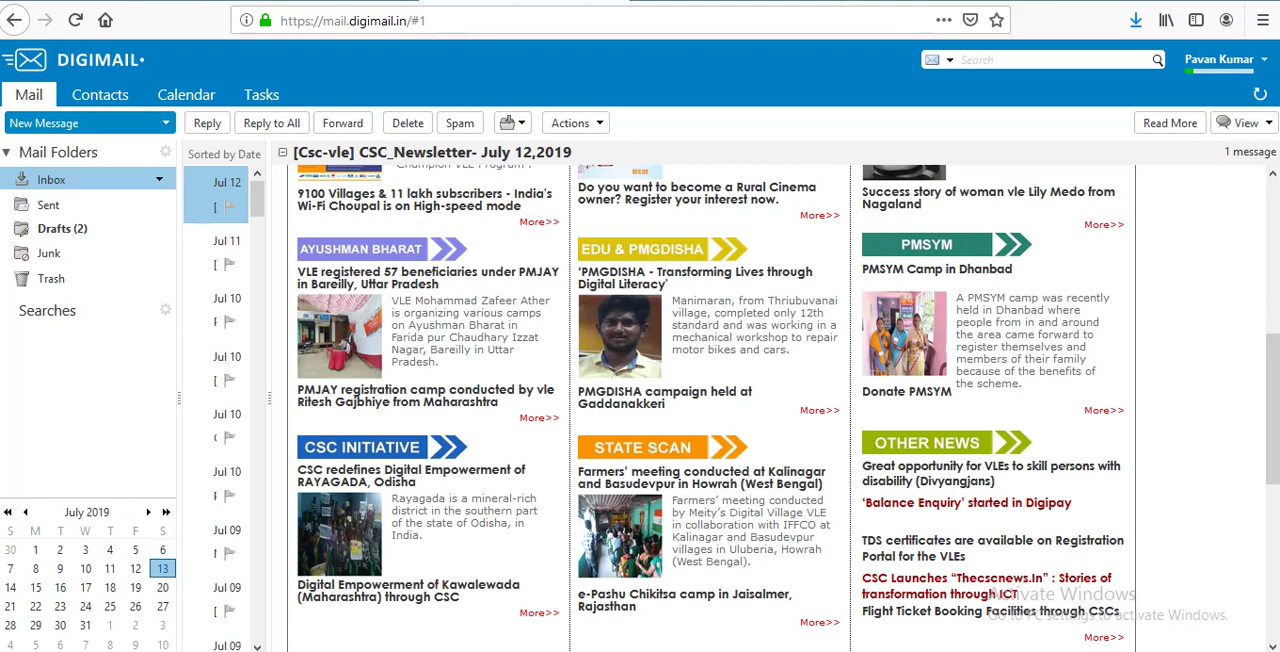 https://mail.digimail.in/#1
DIGIMAIL
Search
Pavan Kumar
Mail
Contacts
Calendar
Tasks
New Message
Reply
Reply to All
Forward
Delete
Spam
Actions
Read More
View
Mail Folders
Inbox
Sent
Drafts (2)
Junk
Trash
Searches
July 2019
S M T W T F S
30 1 2 3 4 5 6
7 8 9 10 11 12 13
14 15 16 17 18 19 20
21 22 23 24 25 26 27
28 29 30 31 1 2 3
4 5 6 7 8 9 10
Sorted by Date
Jul 12
[
Jul 11
[
Jul 10
Jul 10
[
Jul 10
Jul 10
Jul 09
[
Jul 09
[
Jul 09
[Csc-vle] CSC_Newsletter- July 12,2019
1 message
Champion VLE Program .
9100 Villages & 11 lakh subscribers - India's
Wi-Fi Choupal is on High-speed mode
More>>
AYUSHMAN BHARAT
VLE registered 57 beneficiaries under PMJAY
in Bareilly, Uttar Pradesh
VLE Mohammad Zafeer Ather
is organizing various camps
on Ayushman Bharat in
Farida pur Chaudhary Izzat
Nagar, Bareilly in Uttar
Pradesh.
PMJAY registration camp conducted by vle
Ritesh Gajbhiye from Maharashtra
More>>
CSC INITIATIVE
CSC redefines Digital Empowerment of
RAYAGADA, Odisha
Rayagada is a mineral-rich
district in the southern part
of the state of Odisha, in
India.
Digital Empowerment of Kawalewada
(Maharashtra) through CSC
More>>
Do you want to become a Rural Cinema
owner? Register your interest now.
More>>
EDU & PMGDISHA
‘PMGDISHA - Transforming Lives through
Digital Literacy’
Manimaran, from Thriubuvanai
village, completed only 12th
standard and was working in a
mechanical workshop to repair
motor bikes and cars.
PMGDISHA campaign held at
Gaddanakkeri
More>>
STATE SCAN
Farmers' meeting conducted at Kalinagar
and Basudevpur in Howrah (West Bengal)
Farmers’ meeting conducted
by Meity's Digital Village VLE
in collaboration with IFFCO at
Kalinagar and Basudevpur
villages in Uluberia, Howrah
(West Bengal).
e-Pashu Chikitsa camp in Jaisalmer,
Rajasthan
More>>
Success story of woman vle Lily Medo from
Nagaland
More>>
PMSYM
PMSYM Camp in Dhanbad
A PMSYM camp was recently
held in Dhanbad where
people from in and around
the area came forward to
register themselves and
members of their family
because of the benefits of
the scheme.
Donate PMSYM
More>>
OTHER NEWS
Great opportunity for VLEs to skill persons with
disability (Divyangjans)
‘Balance Enquiry’ started in Digipay
TDS certificates are available on Registration
Portal for the VLEs
CSC Launches “Thecscnews.In” : Stories of
transformation through ICT
Flight Ticket Booking Facilities through CSCs
More>>
Activate Windows
Go to PC settings to activate Windows.